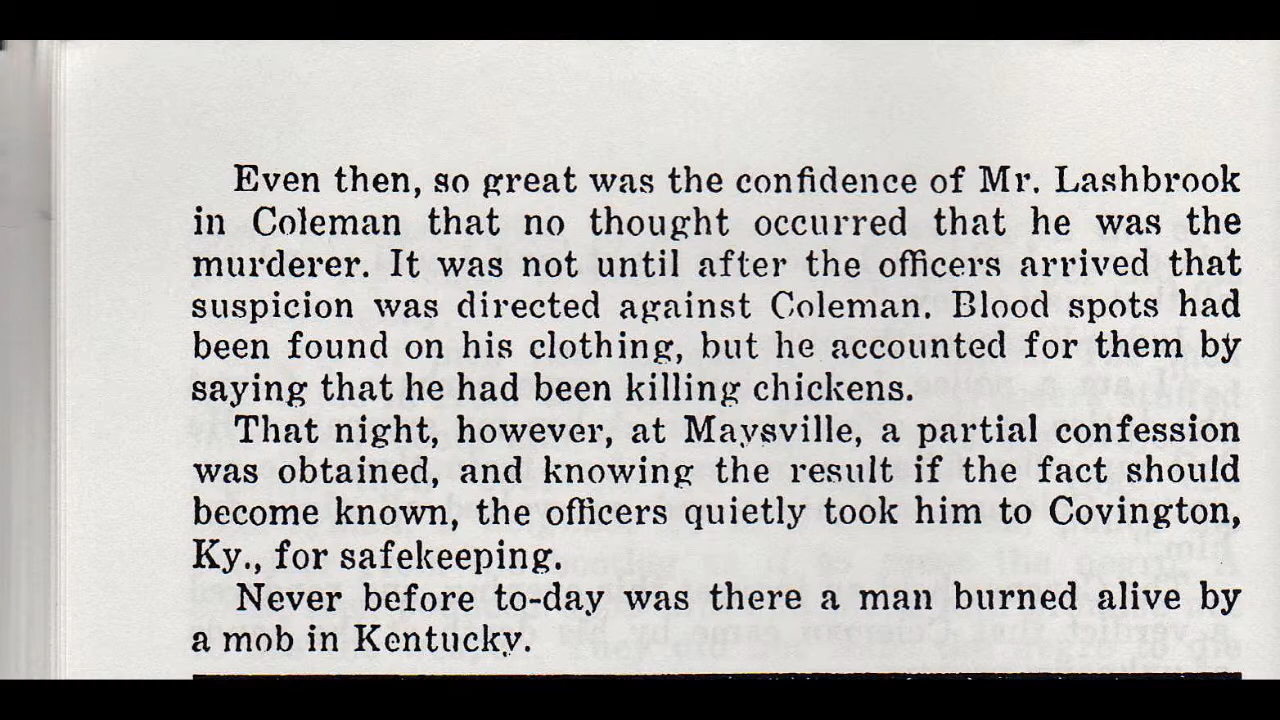 Even then, so great was the confidence of Mr. Lashbrook
in Coleman that no thought occurred that he was the
murderer. It was not until after the officers arrived that
suspicion was directed against Coleman. Blood spots had
been found on his clothing, but he accounted for them by
saying that he had been killing chickens.
That night, however, at Maysville, a partial confession
was obtained, and knowing the result if the fact should
become known, the officers quietly took him to Covington,
Ky., for safekeeping.
Never before to-day was there a man burned alive by
a mob in Kentucky.